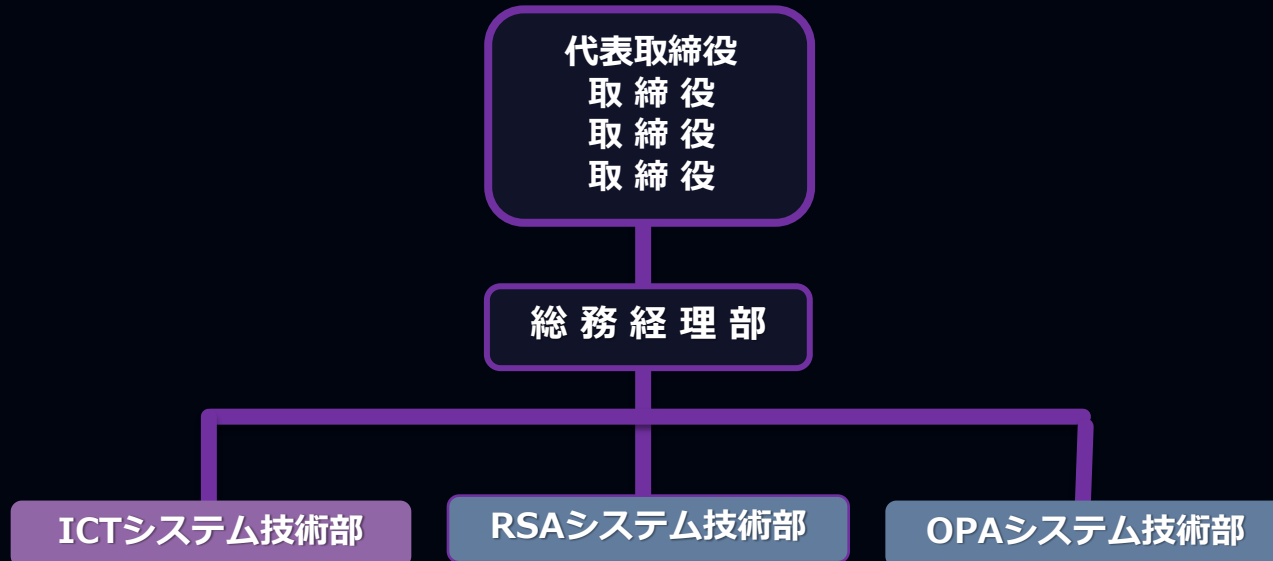 代表取締役
取 締 役
取 締 役
取 締 役
総 務 経 理 部
ICTシステム技術部
RSAシステム技術部
OPAシステム技術部